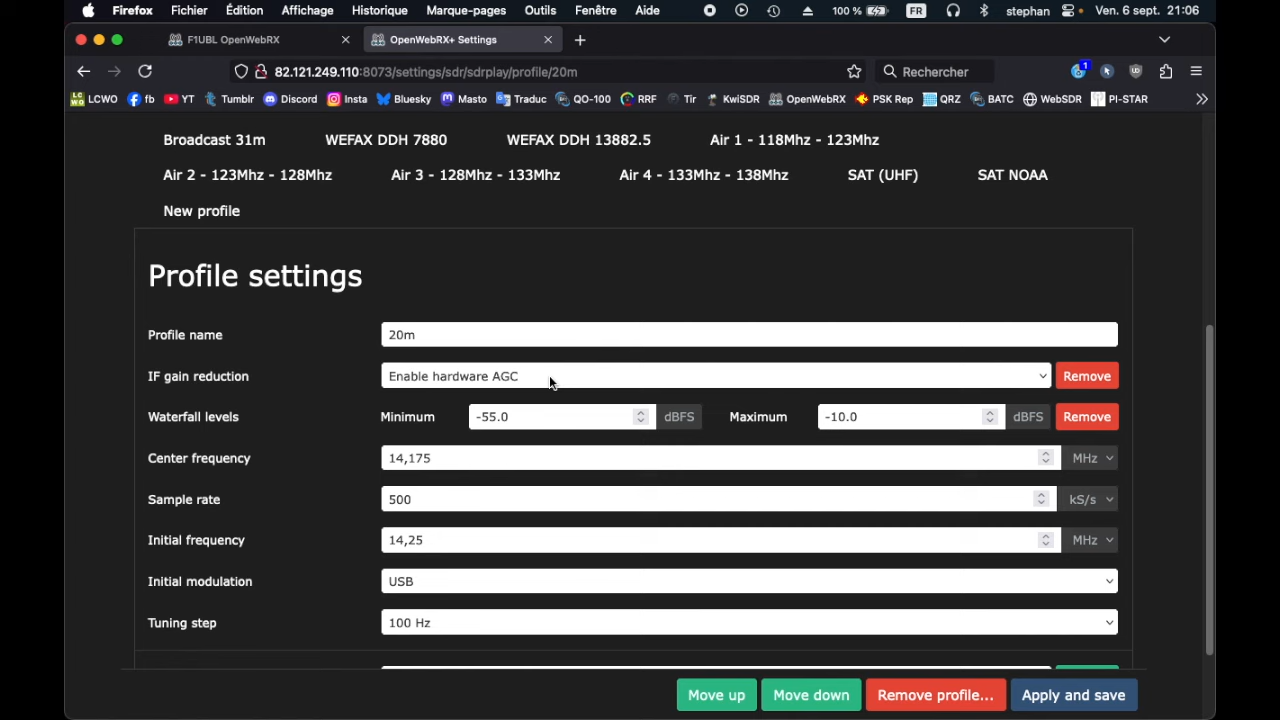 Firefox Fichier Édition Affichage Historique Marque-pages Outils Fenêtre Aide 100 % FR stephan Ven. 6 sept. 21:06
F1UBL OpenWebRX OpenWebRX+ Settings
82.121.249.110:8073/settings/sdr/sdrplay/profile/20m Rechercher 1
LCWO fb YT Tumblr Discord Insta Bluesky Masto Traduc QO-100 RRF Tir KwiSDR OpenWebRX PSK Rep QRZ BATC WebSDR PI-STAR
Broadcast 31m WEFAX DDH 7880 WEFAX DDH 13882.5 Air 1 - 118Mhz - 123Mhz
Air 2 - 123Mhz - 128Mhz Air 3 - 128Mhz - 133Mhz Air 4 - 133Mhz - 138Mhz SAT (UHF) SAT NOAA
New profile
Profile settings
Profile name 20m
IF gain reduction Enable hardware AGC Remove
Waterfall levels Minimum -55.0 dBFS Maximum -10.0 dBFS Remove
Center frequency 14,175 MHz
Sample rate 500 kS/s
Initial frequency 14,25 MHz
Initial modulation USB
Tuning step 100 Hz
Move up Move down Remove profile... Apply and save